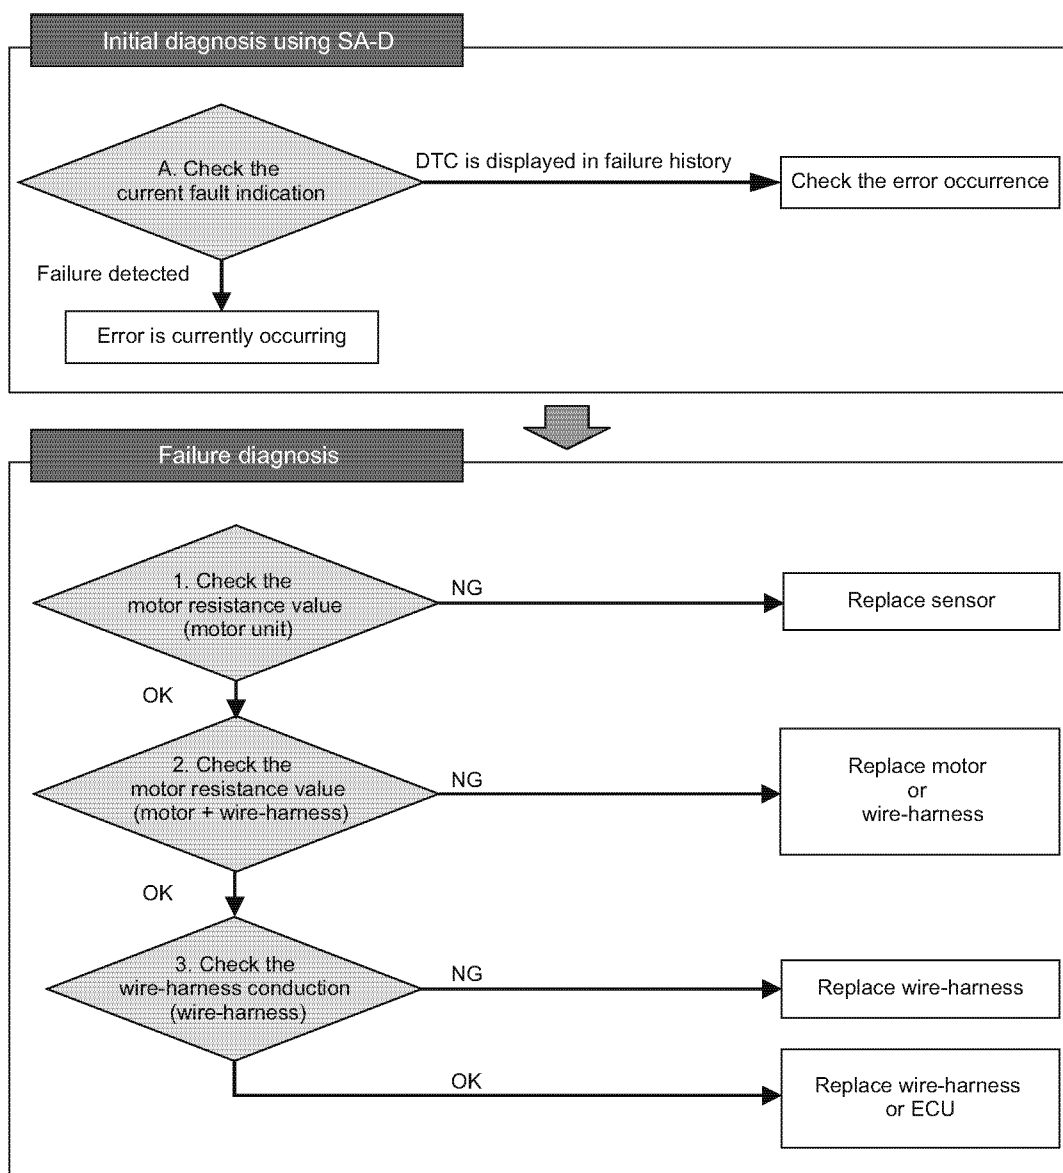 Initial diagnosis using SA-D
A. Check the
current fault indication
DTC is displayed in failure history
Check the error occurrence
Failure detected
Error is currently occurring
Failure diagnosis
1. Check the
motor resistance value
(motor unit)
NG
Replace sensor
OK
2. Check the
motor resistance value
(motor + wire-harness)
NG
Replace motor
or
wire-harness
OK
3. Check the
wire-harness conduction
(wire-harness)
NG
Replace wire-harness
OK
Replace wire-harness
or ECU